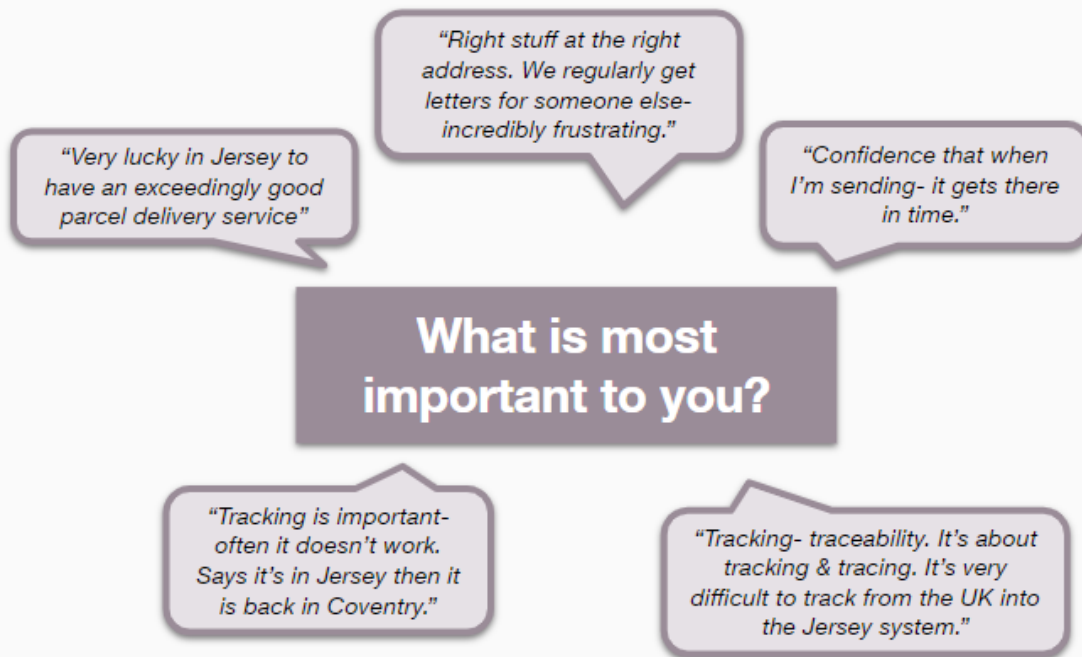 “Right stuff at the right
address. We regularly get
letters for someone else-
incredibly frustrating.”
“Very lucky in Jersey to
have an exceedingly good
parcel delivery service”
“Confidence that when
I’m sending- it gets there
in time.”
What is most
important to you?
“Tracking is important-
often it doesn’t work.
Says it’s in Jersey then it
is back in Coventry.”
“Tracking- traceability. It’s about
tracking & tracing. It’s very
difficult to track from the UK into
the Jersey system.”